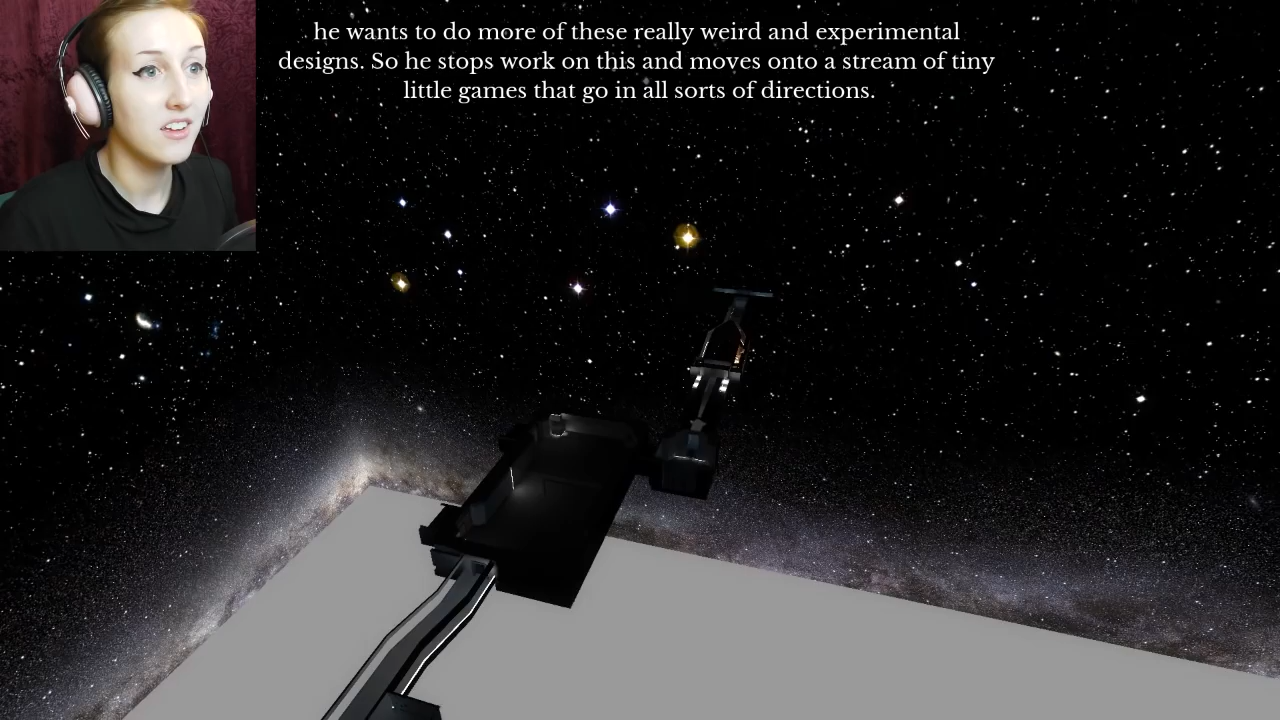 he wants to do more of these really weird and experimental
designs. So he stops work on this and moves onto a stream of tiny
little games that go in all sorts of directions.